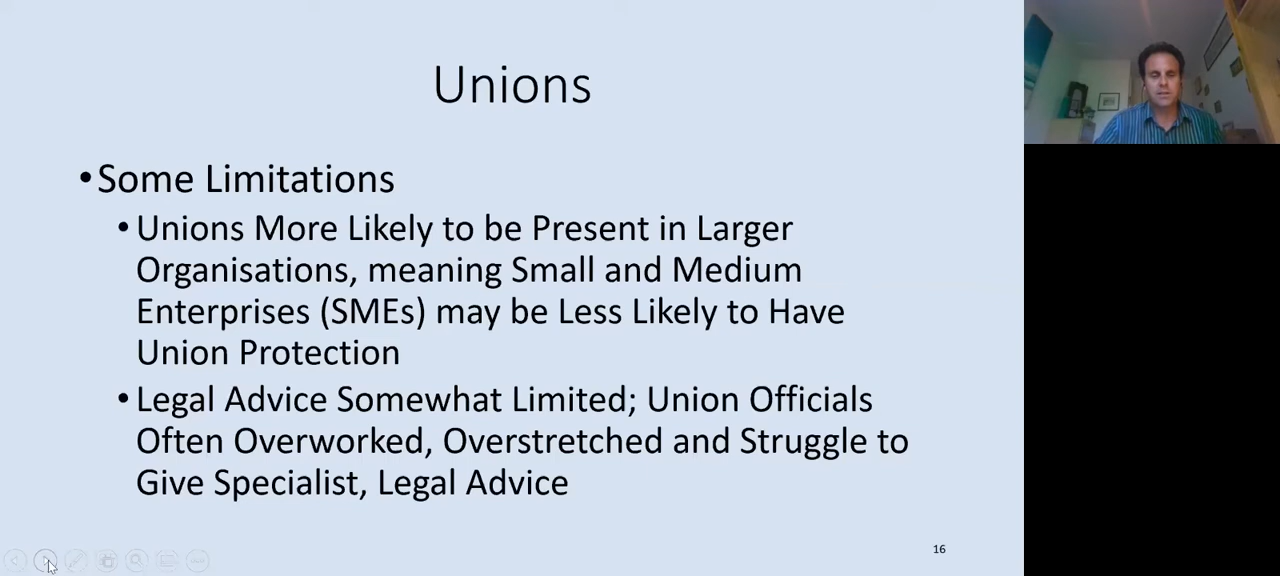 Unions
•Some Limitations
•Unions More Likely to be Present in Larger
Organisations, meaning Small and Medium
Enterprises (SMEs) may be Less Likely to Have
Union Protection
•Legal Advice Somewhat Limited; Union Officials
Often Overworked, Overstretched and Struggle to
Give Specialist, Legal Advice
16